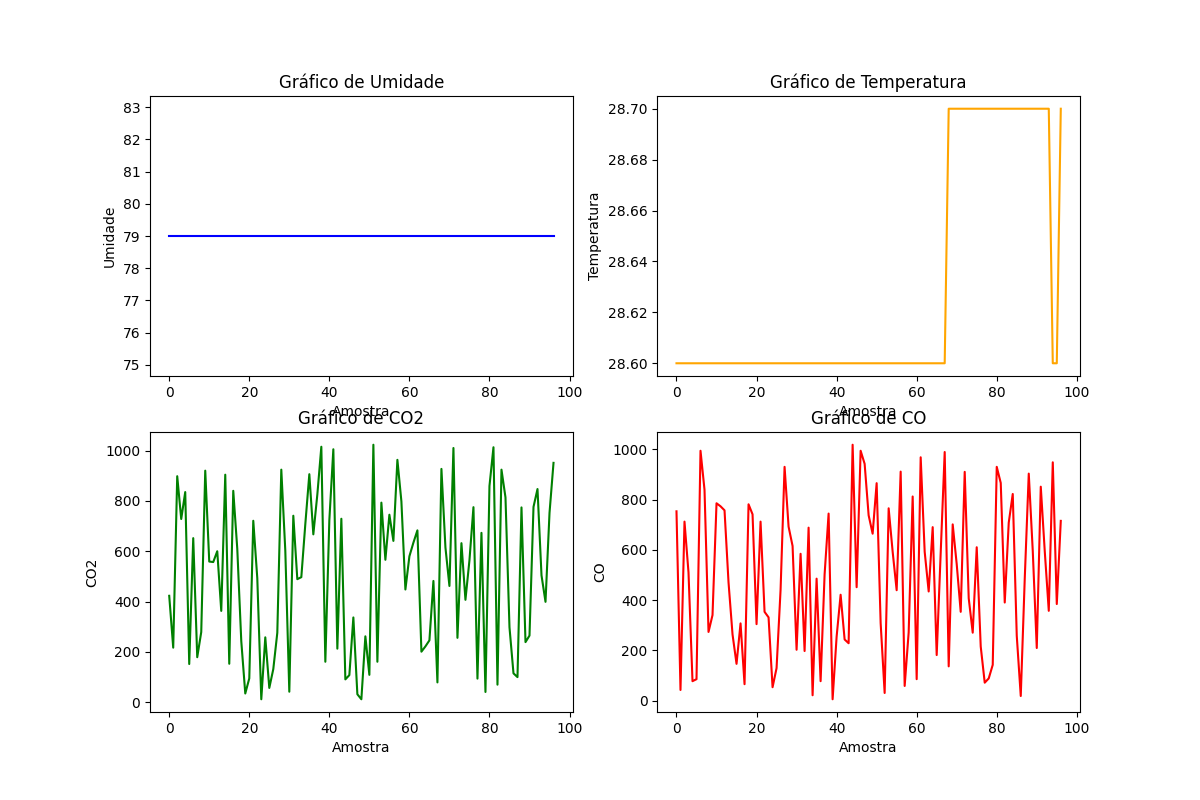 Gráfico de Umidade
83
82
81
80
79
78
77
76
75
Umidade
0 20 40 60 80 100
Amostra
Gráfico de Temperatura
28.70
28.68
28.66
28.64
28.62
28.60
Temperatura
0 20 40 60 80 100
Amostra
Gráfico de CO2
1000
800
600
400
200
0
CO2
0 20 40 60 80 100
Amostra
Gráfico de CO
1000
800
600
400
200
0
CO
0 20 40 60 80 100
Amostra